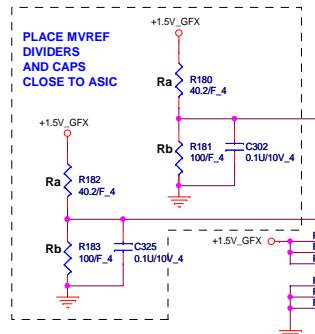 PLACE MVREF
DIVIDERS
AND CAPS
CLOSE TO ASIC
+1.5V_GFX
Ra
R180
40.2/F_4
Rb
R181
100/F_4
C302
0.1U/10V_4
+1.5V_GFX
Ra
R182
40.2/F_4
Rb
R183
100/F_4
C325
0.1U/10V_4
+1.5V_GFX